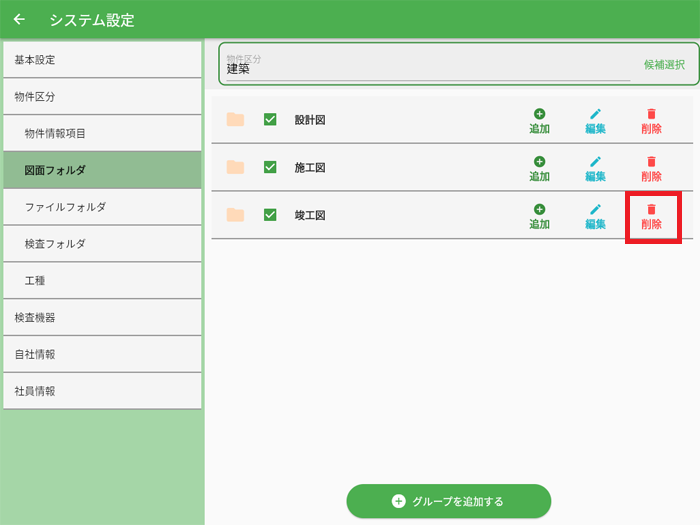 システム設定
基本設定
物件区分
物件情報項目
図面フォルダ
ファイルフォルダ
検査フォルダ
工種
検査機器
自社情報
社員情報
物件区分
建築
候補選択
設計図
追加
編集
削除
施工図
追加
編集
削除
竣工図
追加
編集
削除
グループを追加する